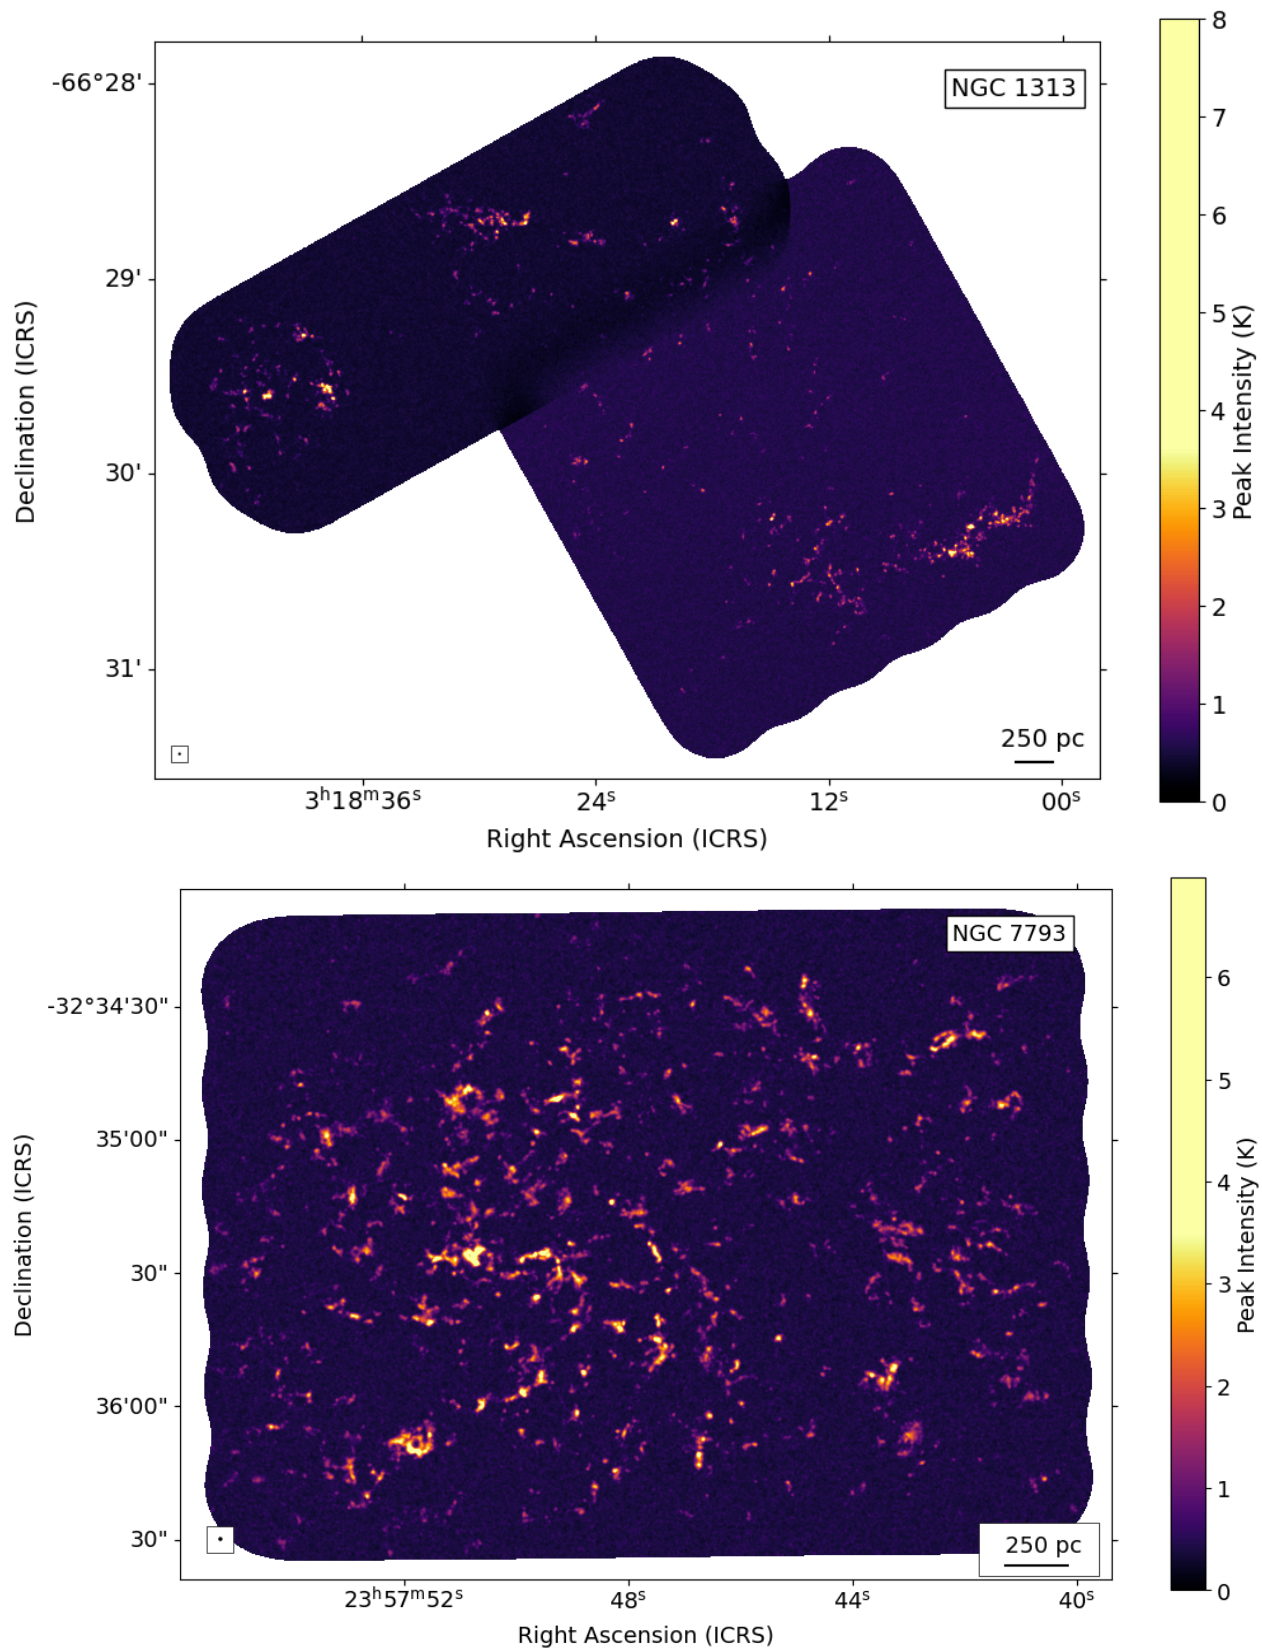 NGC 1313
-66°28'
29'
30'
31'
Declination (ICRS)
250 pc
3ʰ18ᵐ36ˢ 24ˢ 12ˢ 00ˢ
Right Ascension (ICRS)
8
7
6
5
4
3
2
1
0
Peak Intensity (K)
NGC 7793
-32°34'30"
35'00"
30"
36'00"
30"
Declination (ICRS)
250 pc
23ʰ57ᵐ52ˢ 48ˢ 44ˢ 40ˢ
Right Ascension (ICRS)
6
5
4
3
2
1
0
Peak Intensity (K)